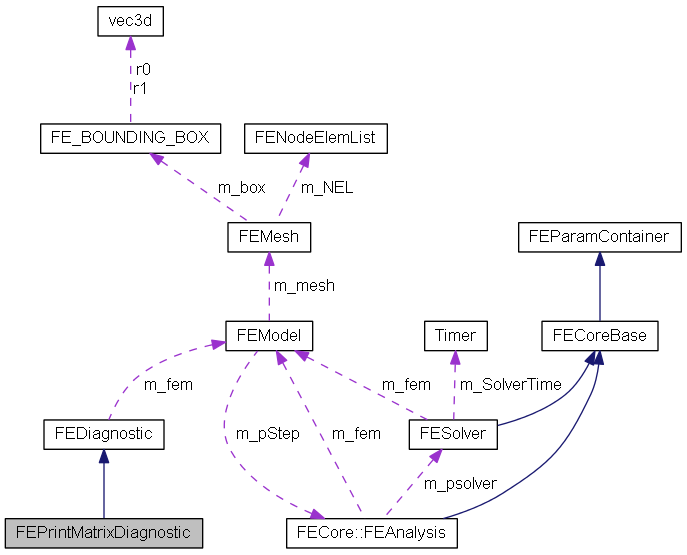 vec3d
r0
r1
FE_BOUNDING_BOX
FENodeElemList
m_box
m_NEL
FEMesh
FEParamContainer
m_mesh
FEModel
Timer
FECoreBase
m_fem
m_fem
m_SolverTime
FEDiagnostic
m_pStep
m_fem
FESolver
m_psolver
FEPrintMatrixDiagnostic
FECore::FEAnalysis